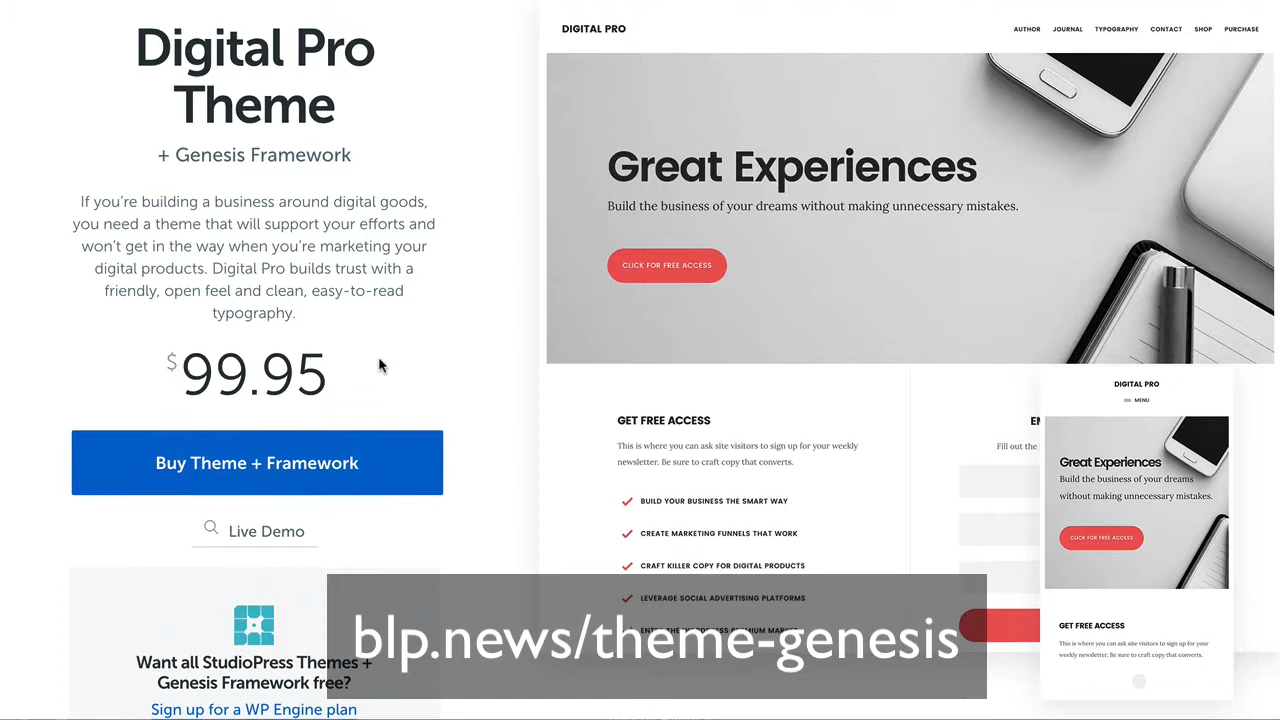 Digital Pro
Theme
+ Genesis Framework
If you're building a business around digital goods,
you need a theme that will support your efforts and
won't get in the way when you're marketing your
digital products. Digital Pro builds trust with a
friendly, open feel and clean, easy-to-read
typography.
$99.95
Buy Theme + Framework
Live Demo
Want all StudioPress Themes +
Genesis Framework free?
Sign up for a WP Engine plan
DIGITAL PRO
AUTHOR JOURNAL TYPOGRAPHY CONTACT SHOP PURCHASE
Great Experiences
Build the business of your dreams without making unnecessary mistakes.
CLICK FOR FREE ACCESS
GET FREE ACCESS
This is where you can ask site visitors to sign up for your weekly
newsletter. Be sure to craft copy that converts.
BUILD YOUR BUSINESS THE SMART WAY
CREATE MARKETING FUNNELS THAT WORK
CRAFT KILLER COPY FOR DIGITAL PRODUCTS
LEVERAGE SOCIAL ADVERTISING PLATFORMS
Fill out the
DIGITAL PRO
MENU
Great Experiences
Build the business of your dreams
without making unnecessary mistakes.
CLICK FOR FREE ACCESS
GET FREE ACCESS
This is where you can ask site visitors to sign up for your
weekly newsletter. Be sure to craft copy that converts.
blp.news/theme-genesis